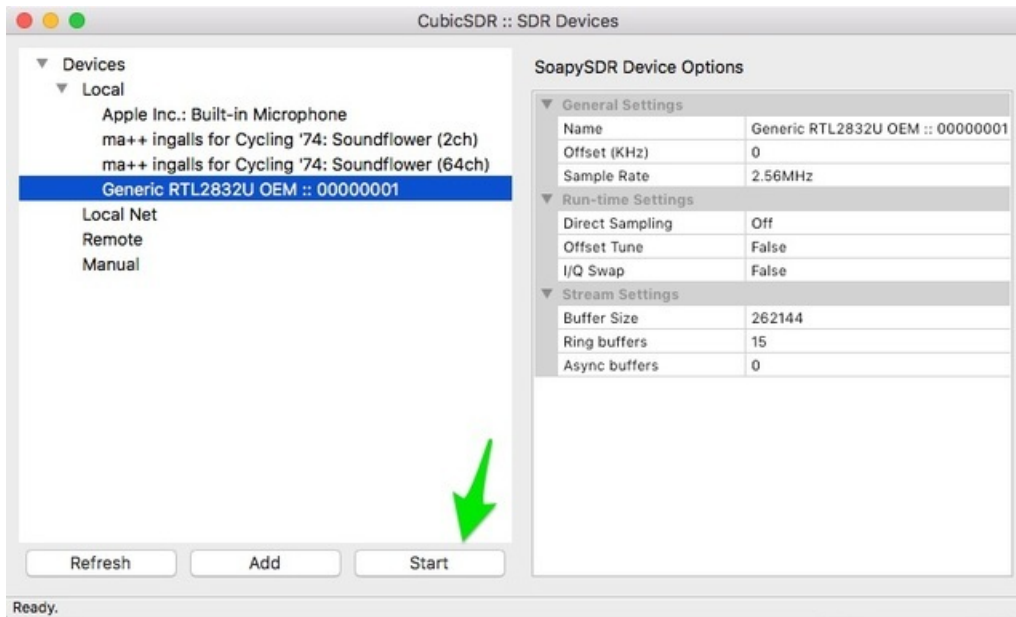 CubicSDR :: SDR Devices
Devices
Local
Apple Inc.: Built-in Microphone
ma++ ingalls for Cycling '74: Soundflower (2ch)
ma++ ingalls for Cycling '74: Soundflower (64ch)
Generic RTL2832U OEM :: 00000001
Local Net
Remote
Manual
Refresh Add Start
SoapySDR Device Options
General Settings
Name Generic RTL2832U OEM :: 00000001
Offset (KHz) 0
Sample Rate 2.56MHz
Run-time Settings
Direct Sampling Off
Offset Tune False
I/Q Swap False
Stream Settings
Buffer Size 262144
Ring buffers 15
Async buffers 0
Ready.